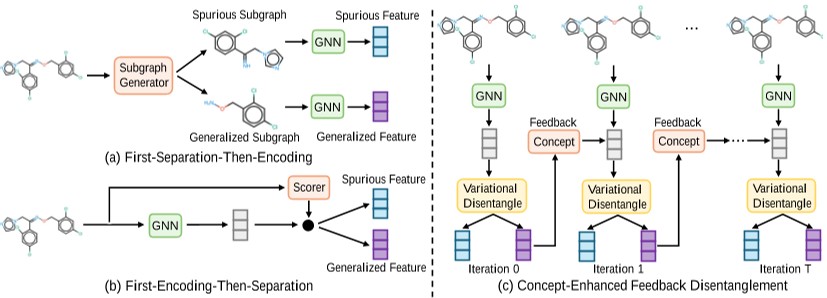 Spurious Subgraph
Spurious Feature
Subgraph
Generator
GNN
GNN
Generalized Subgraph
Generalized Feature
(a) First-Separation-Then-Encoding
Scorer
Spurious Feature
GNN
Generalized Feature
(b) First-Encoding-Then-Separation
...
GNN
GNN
GNN
Feedback
Concept
Feedback
Concept
Variational
Disentangle
Variational
Disentangle
Variational
Disentangle
Iteration 0
Iteration 1
Iteration T
(c) Concept-Enhanced Feedback Disentanglement